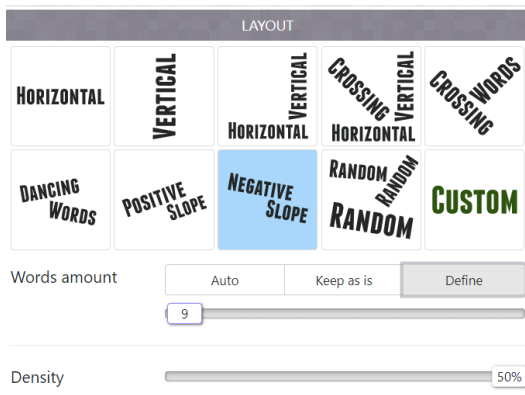 LAYOUT
HORIZONTAL
VERTICAL
VERTICAL
HORIZONTAL
CROSSING
VERTICAL
HORIZONTAL
CROSSING
WORDS
DANCING
WORDS
POSITIVE
SLOPE
NEGATIVE
SLOPE
RANDOM
RANDOM
RANDOM
CUSTOM
Words amount
Auto
Keep as is
Define
9
Density
50%